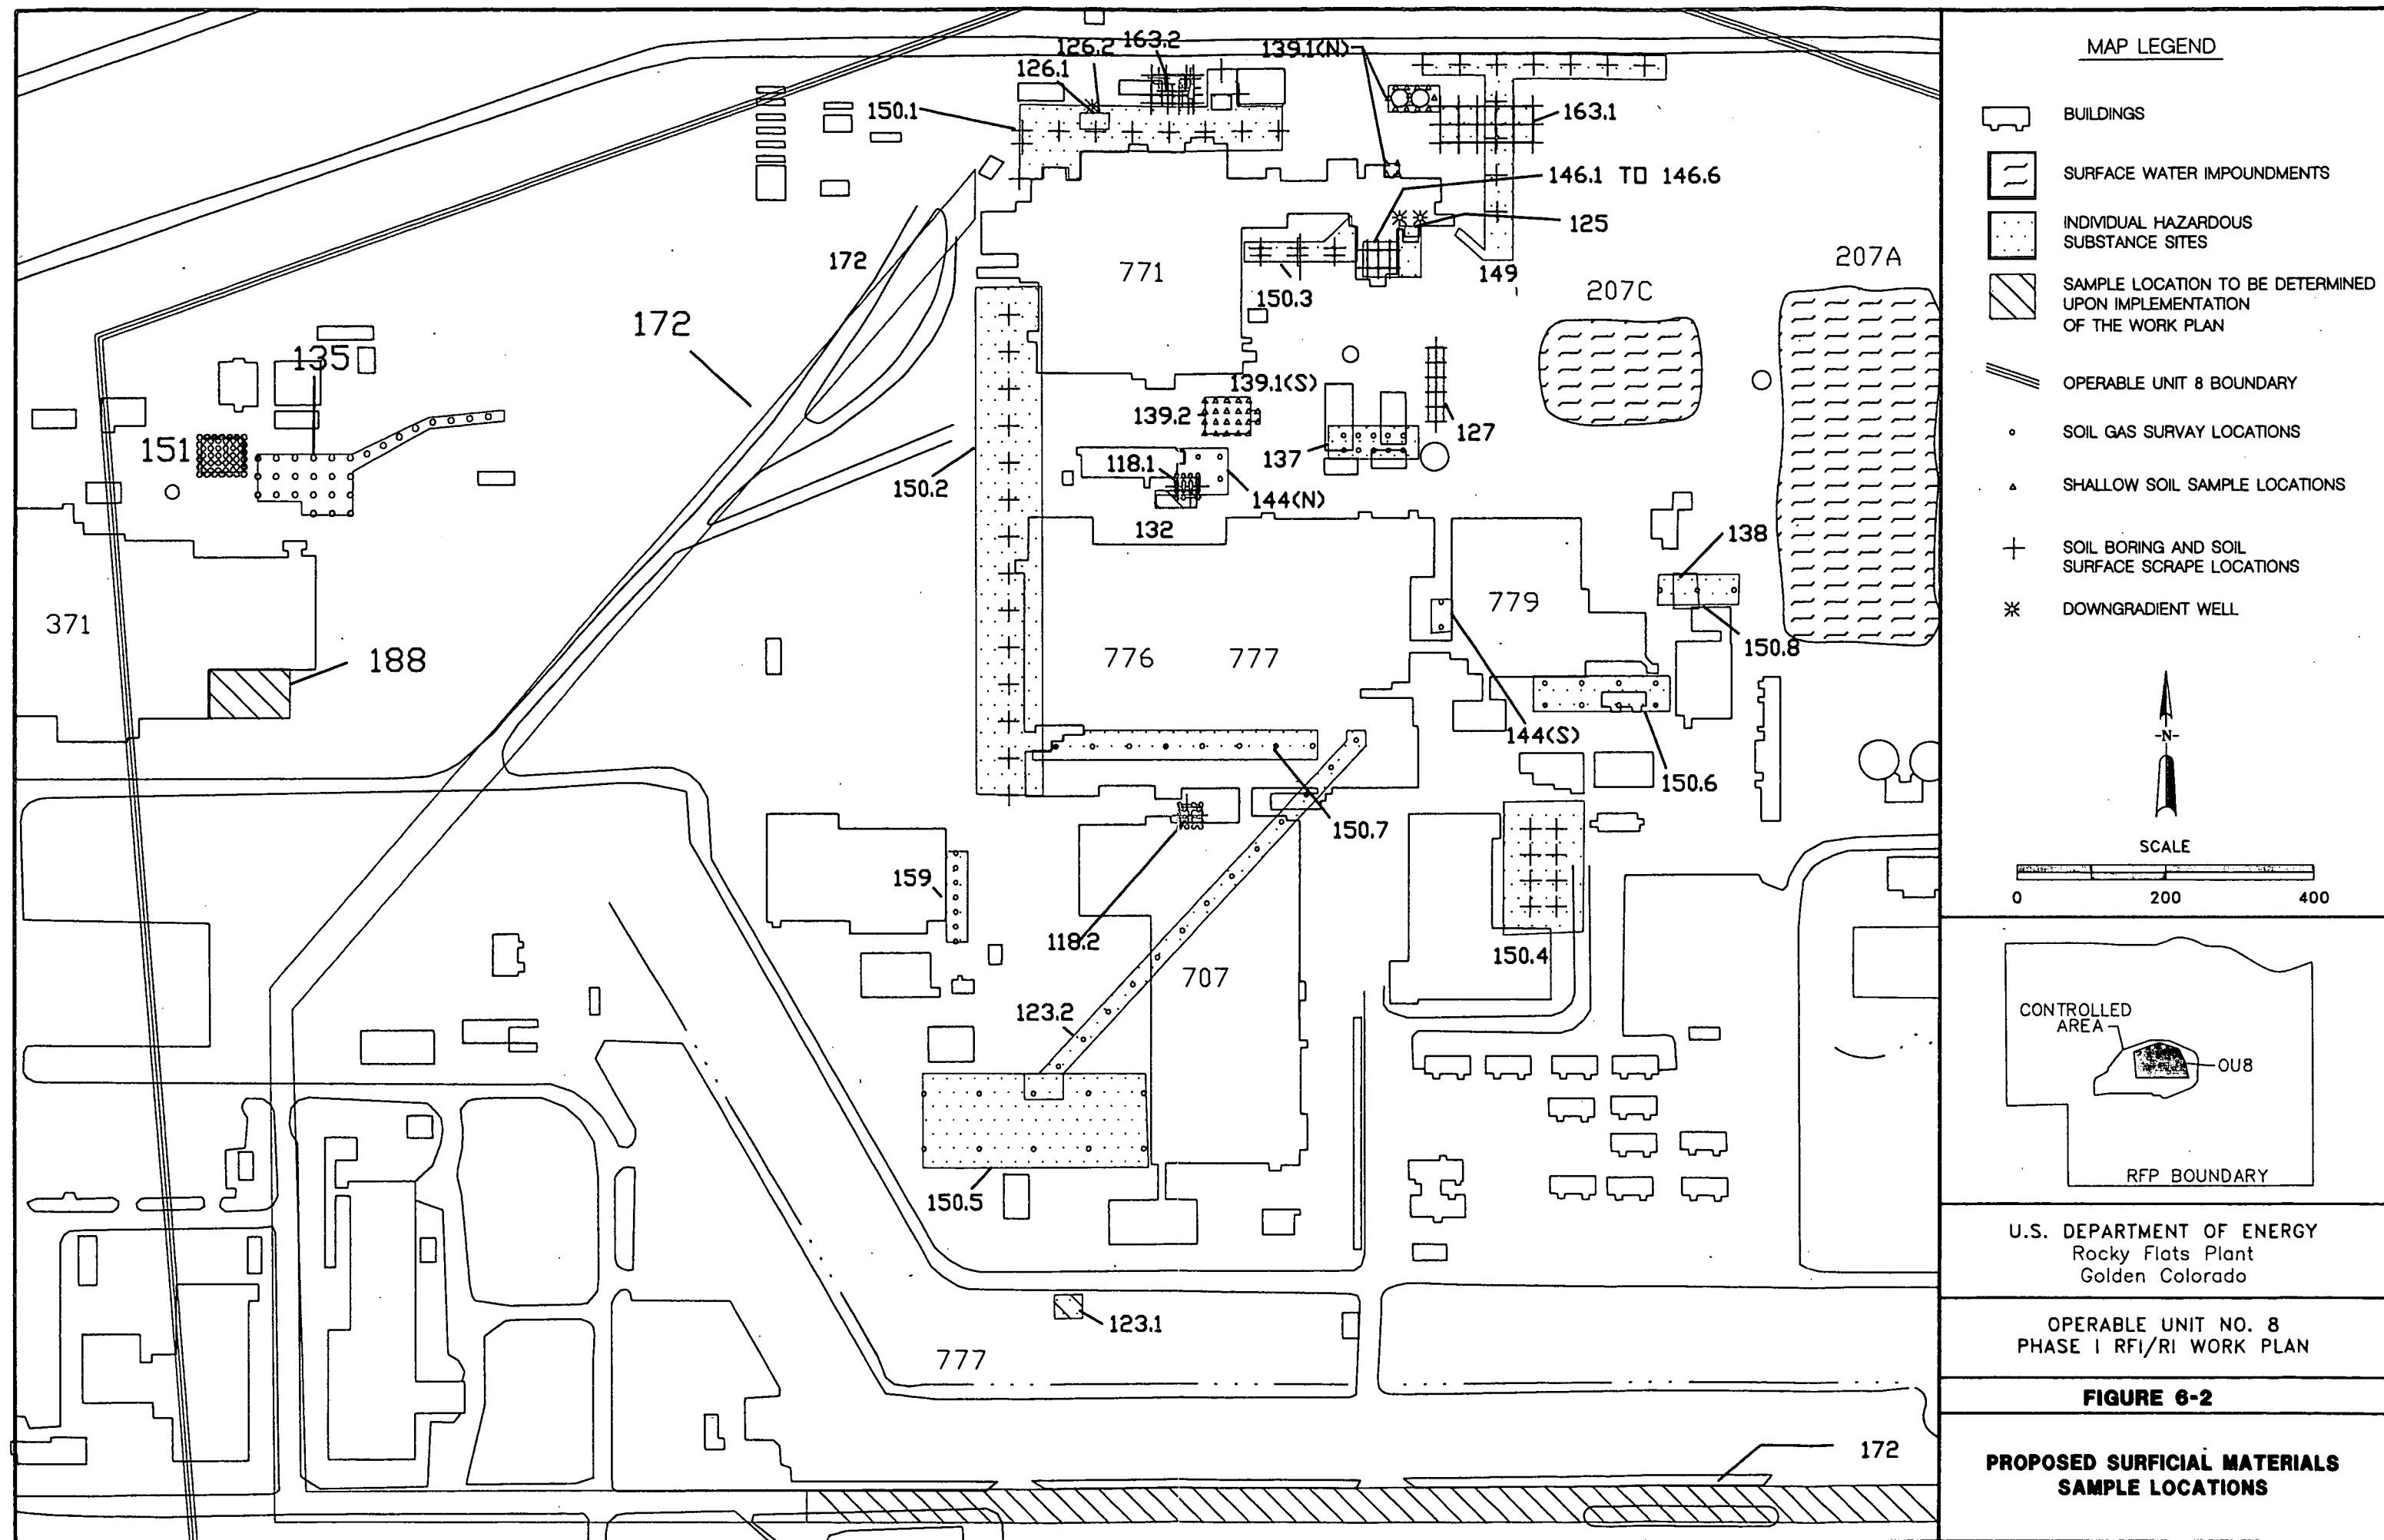 126.2
163.2
139.1(N)
126.1
150.1
163.1
146.1 TO 146.6
125
172
771
149
150.3
207C
207A
172
135
139.1(S)
139.2
151
127
137
118.1
150.2
144(N)
132
138
371
779
188
776
777
150.8
144(S)
150.6
150.7
159
118.2
150.4
707
123.2
150.5
123.1
777
172
MAP LEGEND
BUILDINGS
SURFACE WATER IMPOUNDMENTS
INDIVIDUAL HAZARDOUS
SUBSTANCE SITES
SAMPLE LOCATION TO BE DETERMINED
UPON IMPLEMENTATION
OF THE WORK PLAN
OPERABLE UNIT 8 BOUNDARY
SOIL GAS SURVAY LOCATIONS
SHALLOW SOIL SAMPLE LOCATIONS
SOIL BORING AND SOIL
SURFACE SCRAPE LOCATIONS
DOWNGRADIENT WELL
-N-
SCALE
0 200 400
CONTROLLED
AREA
OU8
RFP BOUNDARY
U.S. DEPARTMENT OF ENERGY
Rocky Flats Plant
Golden Colorado
OPERABLE UNIT NO. 8
PHASE I RFI/RI WORK PLAN
FIGURE 6-2
PROPOSED SURFICIAL MATERIALS
SAMPLE LOCATIONS